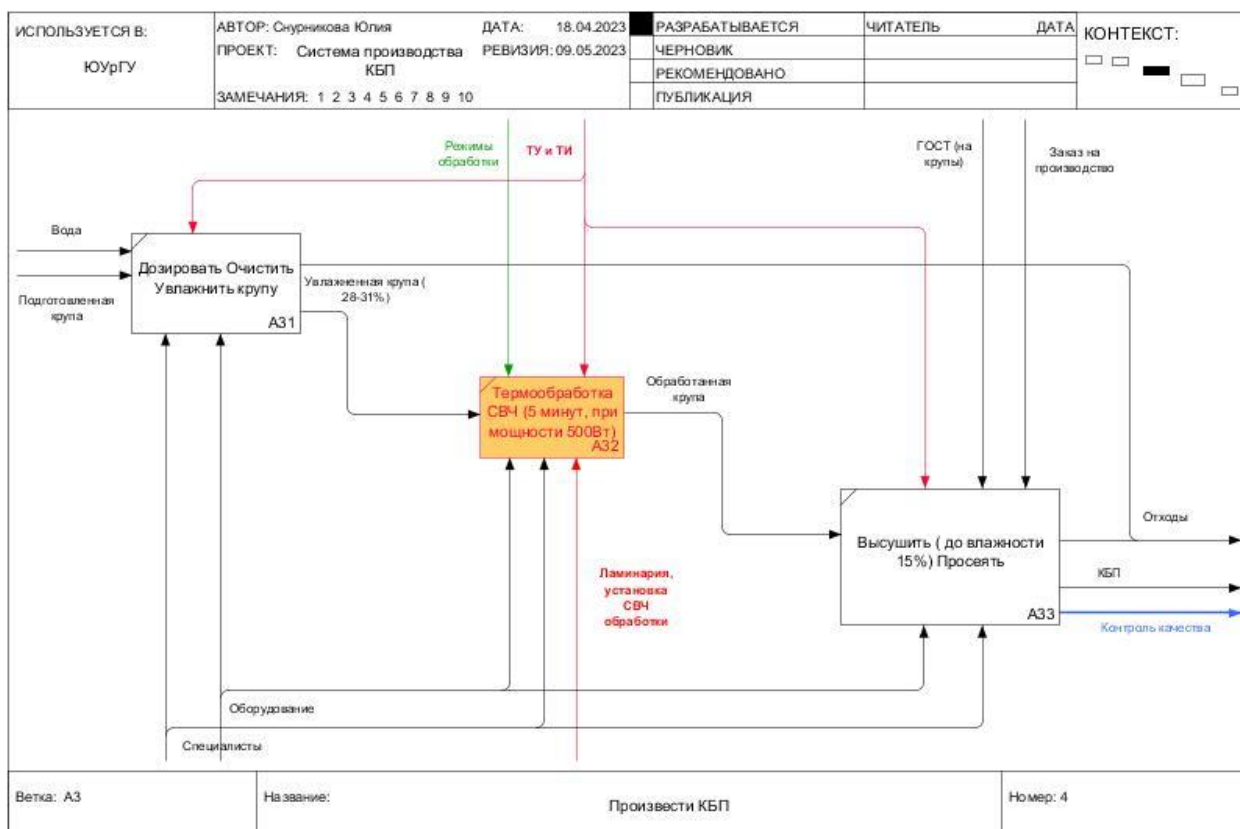 ИСПОЛЬЗУЕТСЯ В:
ЮУрГУ
АВТОР: Снурникова Юлия
ДАТА: 18.04.2023
ПРОЕКТ: Система производства
КБП
РЕВИЗИЯ: 09.05.2023
ЗАМЕЧАНИЯ: 1 2 3 4 5 6 7 8 9 10
РАЗРАБАТЫВАЕТСЯ
ЧЕРНОВИК
РЕКОМЕНДОВАНО
ПУБЛИКАЦИЯ
ЧИТАТЕЛЬ
ДАТА
КОНТЕКСТ:
Режимы
обработки
ТУ и ТИ
ГОСТ (на
крупы)
Заказ на
производство
Вода
Подготовленная
крупа
Дозировать Очистить
Увлажнить крупу
А31
Увлажненная крупа (
28-31%)
Термообработка
СВЧ (5 минут, при
мощности 500Вт)
А32
Обработанная
крупа
Высушить ( до влажности
15%) Просеять
А33
Отходы
КБП
Контроль качества
Ламинария,
установка
СВЧ
обработки
Оборудование
Специалисты
Ветка: А3
Название:
Произвести КБП
Номер: 4